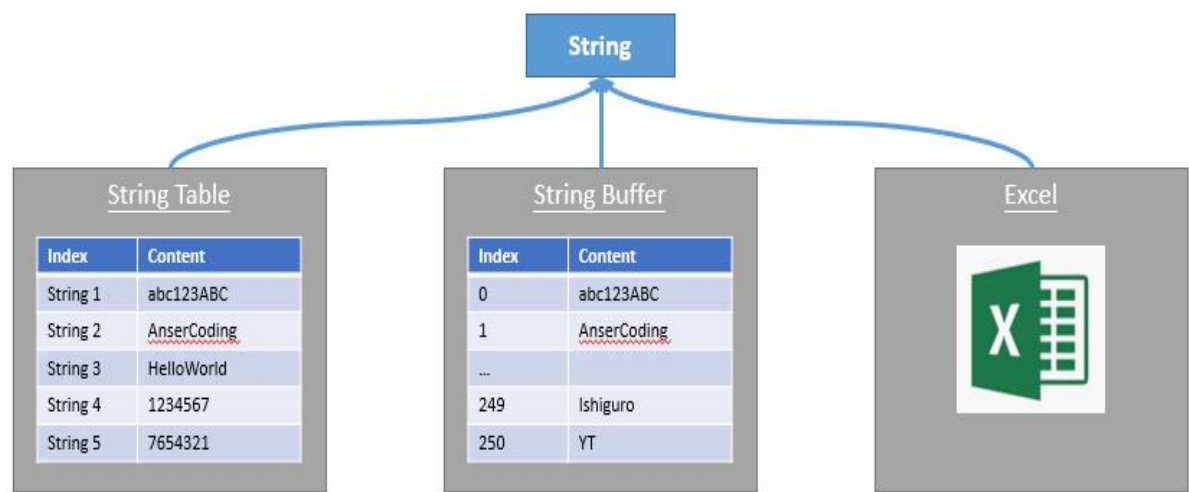 String
String Table
Index Content
String 1 abc123ABC
String 2 AnserCoding
String 3 HelloWorld
String 4 1234567
String 5 7654321
String Buffer
Index Content
0 abc123ABC
1 AnserCoding
...
249 Ishiguro
250 YT
Excel
X